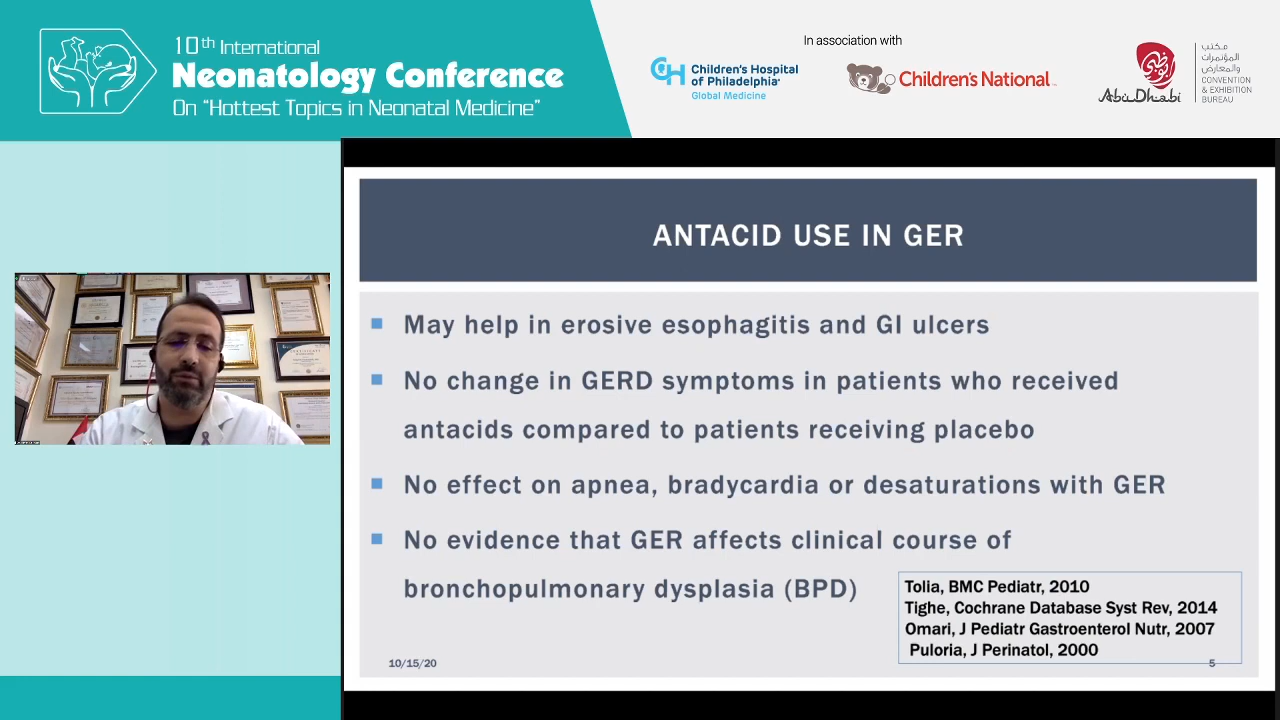 10th International
Neonatology Conference
On “Hottest Topics in Neonatal Medicine”
In association with
Children's Hospital
of Philadelphia
Global Medicine
Children's National
Abu Dhabi
أبوظبي
مكتب
المؤتمرات
والمعارض
CONVENTION
& EXHIBITION
BUREAU
ANTACID USE IN GER
May help in erosive esophagitis and GI ulcers
No change in GERD symptoms in patients who received
antacids compared to patients receiving placebo
No effect on apnea, bradycardia or desaturations with GER
No evidence that GER affects clinical course of
bronchopulmonary dysplasia (BPD)
Tolia, BMC Pediatr, 2010
Tighe, Cochrane Database Syst Rev, 2014
Omari, J Pediatr Gastroenterol Nutr, 2007
Puloria, J Perinatol, 2000
10/15/20
5